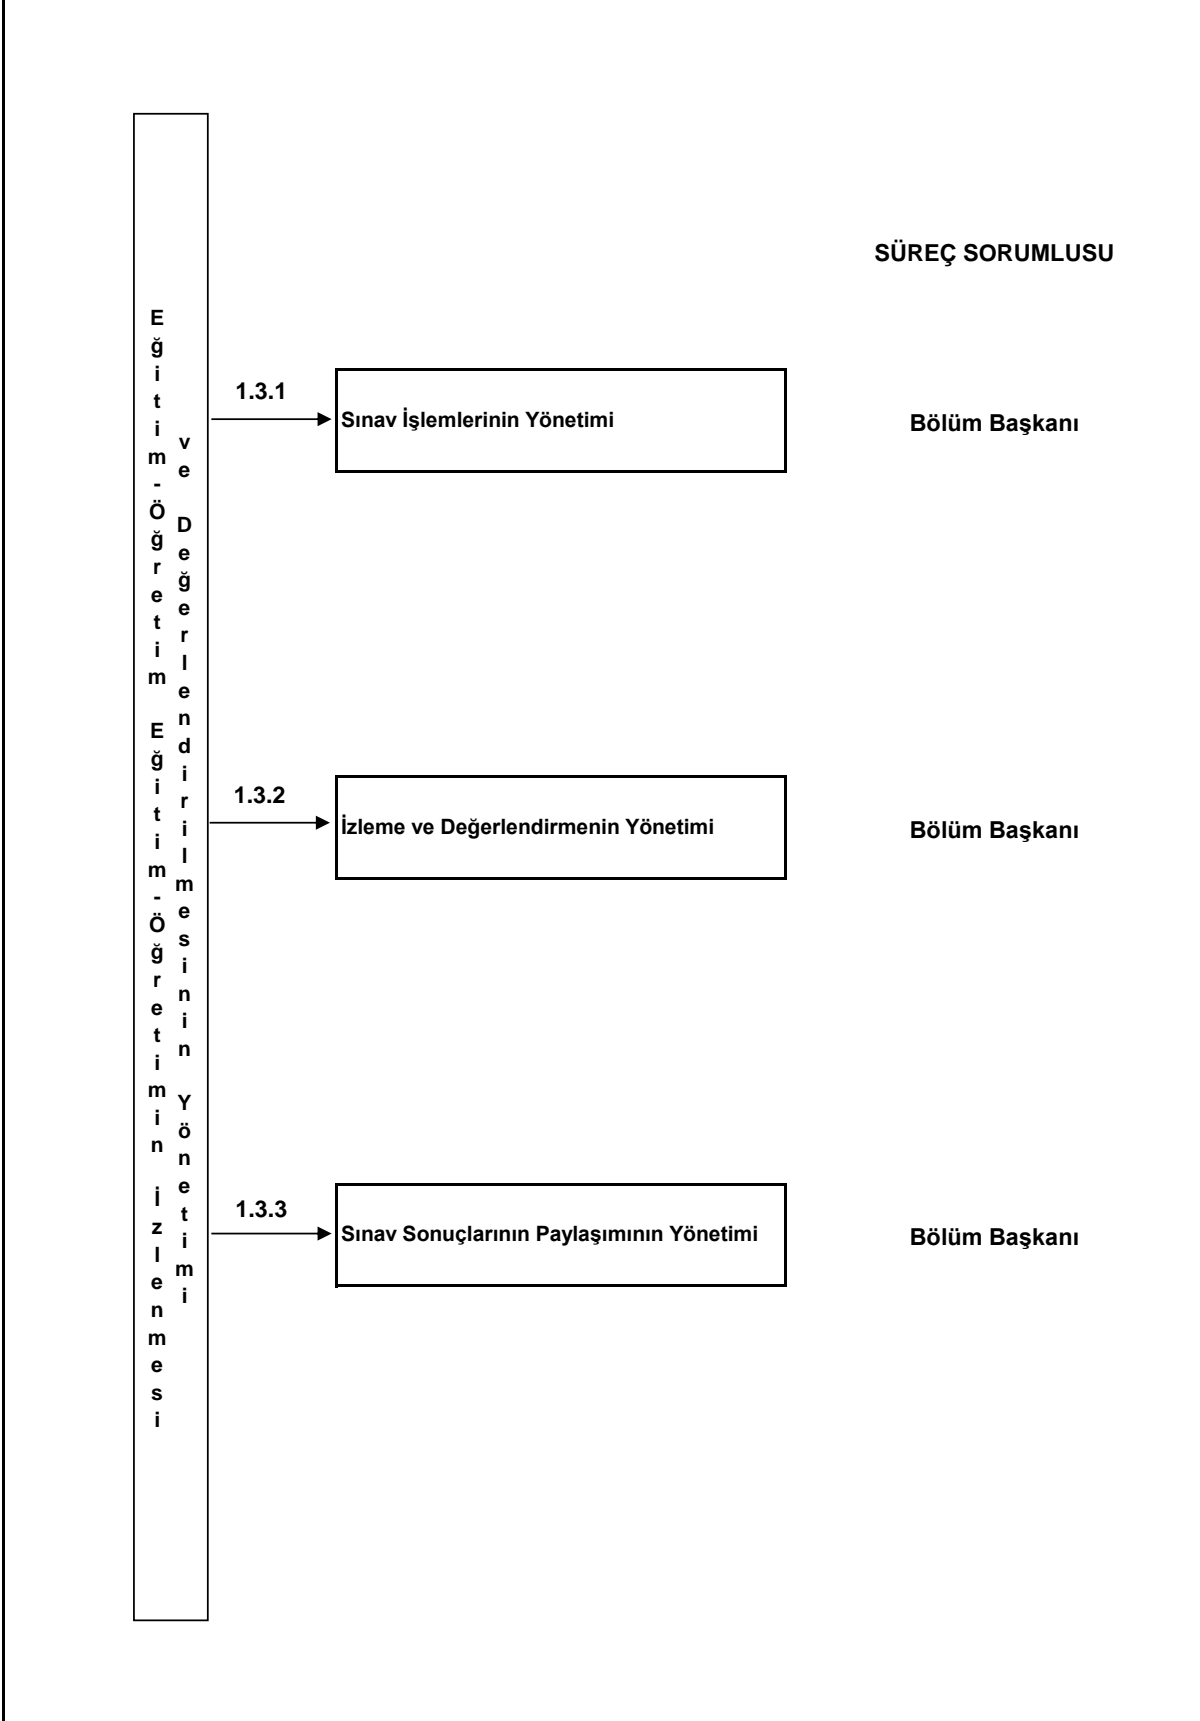 SÜREÇ SORUMLUSU
Eğitim-Öğretim Eğitim-Öğretimin İzlenmesi
ve Değerlendirilmesinin Yönetimi
1.3.1
Sınav İşlemlerinin Yönetimi
Bölüm Başkanı
1.3.2
İzleme ve Değerlendirmenin Yönetimi
Bölüm Başkanı
1.3.3
Sınav Sonuçlarının Paylaşımının Yönetimi
Bölüm Başkanı